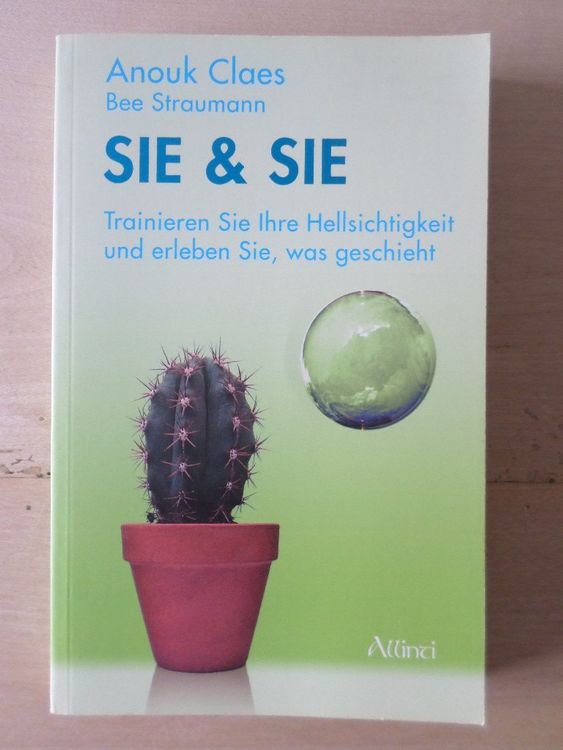 Anouk Claes
Bee Straumann
SIE & SIE
Trainieren Sie Ihre Hellsichtigkeit
und erleben Sie, was geschieht
Allinti